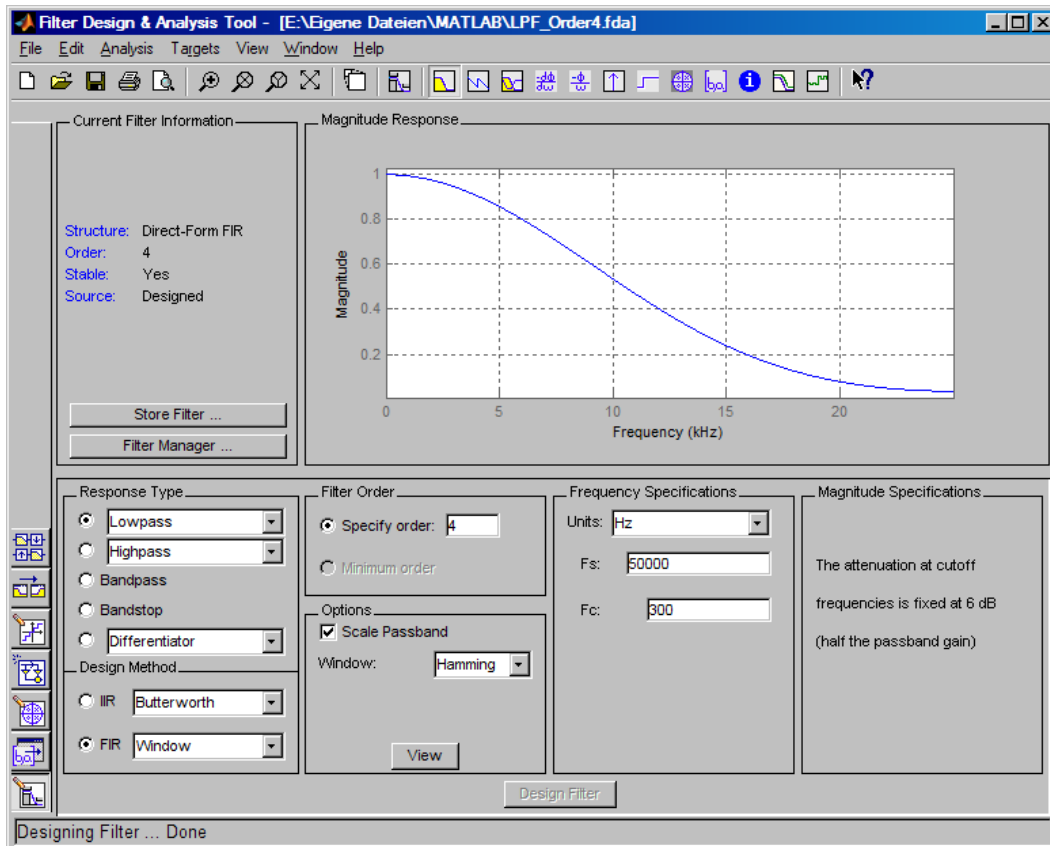 Filter Design & Analysis Tool - [E:\Eigene Dateien\MATLAB\LPF_Order4.fda]
File Edit Analysis Targets View Window Help
Current Filter Information
Structure: Direct-Form FIR
Order: 4
Stable: Yes
Source: Designed
Store Filter ...
Filter Manager ...
Magnitude Response
Magnitude
1
0.8
0.6
0.4
0.2
0 5 10 15 20
Frequency (kHz)
Response Type
Lowpass
Highpass
Bandpass
Bandstop
Differentiator
Design Method
IIR Butterworth
FIR Window
Filter Order
Specify order: 4
Minimum order
Options
Scale Passband
Window: Hamming
View
Frequency Specifications
Units: Hz
Fs: 50000
Fc: 300
Magnitude Specifications
The attenuation at cutoff
frequencies is fixed at 6 dB
(half the passband gain)
Design Filter
Designing Filter ... Done